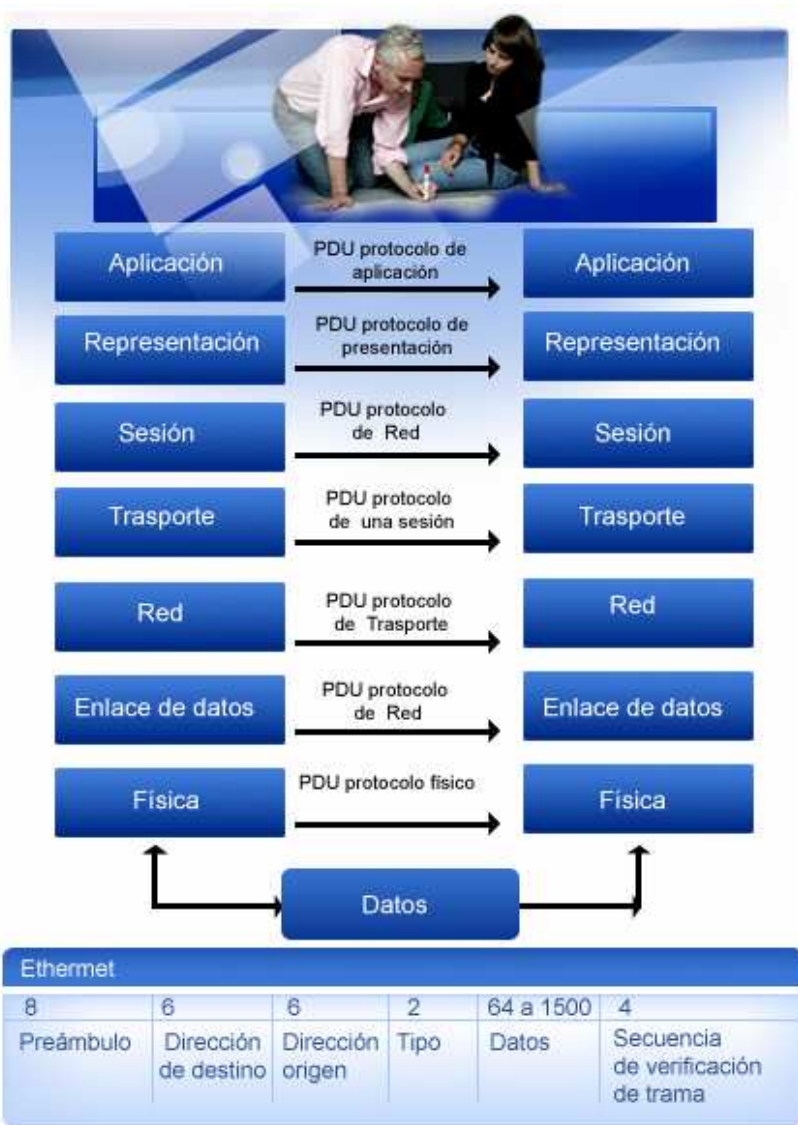 Aplicación
PDU protocolo de
aplicación
Aplicación
Representación
PDU protocolo de
presentación
Representación
Sesión
PDU protocolo
de Red
Sesión
Trasporte
PDU protocolo
de una sesión
Trasporte
Red
PDU protocolo
de Trasporte
Red
Enlace de datos
PDU protocolo
de Red
Enlace de datos
Física
PDU protocolo físico
Física
Datos
Ethermet
8 6 6 2 64 a 1500 4
Preámbulo Dirección Dirección Tipo Datos Secuencia
de destino origen de verificación
de trama